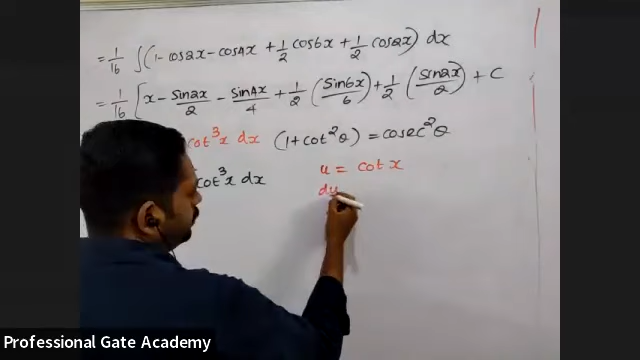 = 1/16 ∫(1 - cos2x - cos4x + 1/2 cos6x + 1/2 cos2x) dx
= 1/16 [x - sin2x/2 - sin4x/4 + 1/2 (sin6x/6) + 1/2 (sin2x/2) + C
cot³x dx (1 + cot²θ) = cosec²θ
cot³x dx u = cot x
du
Professional Gate Academy